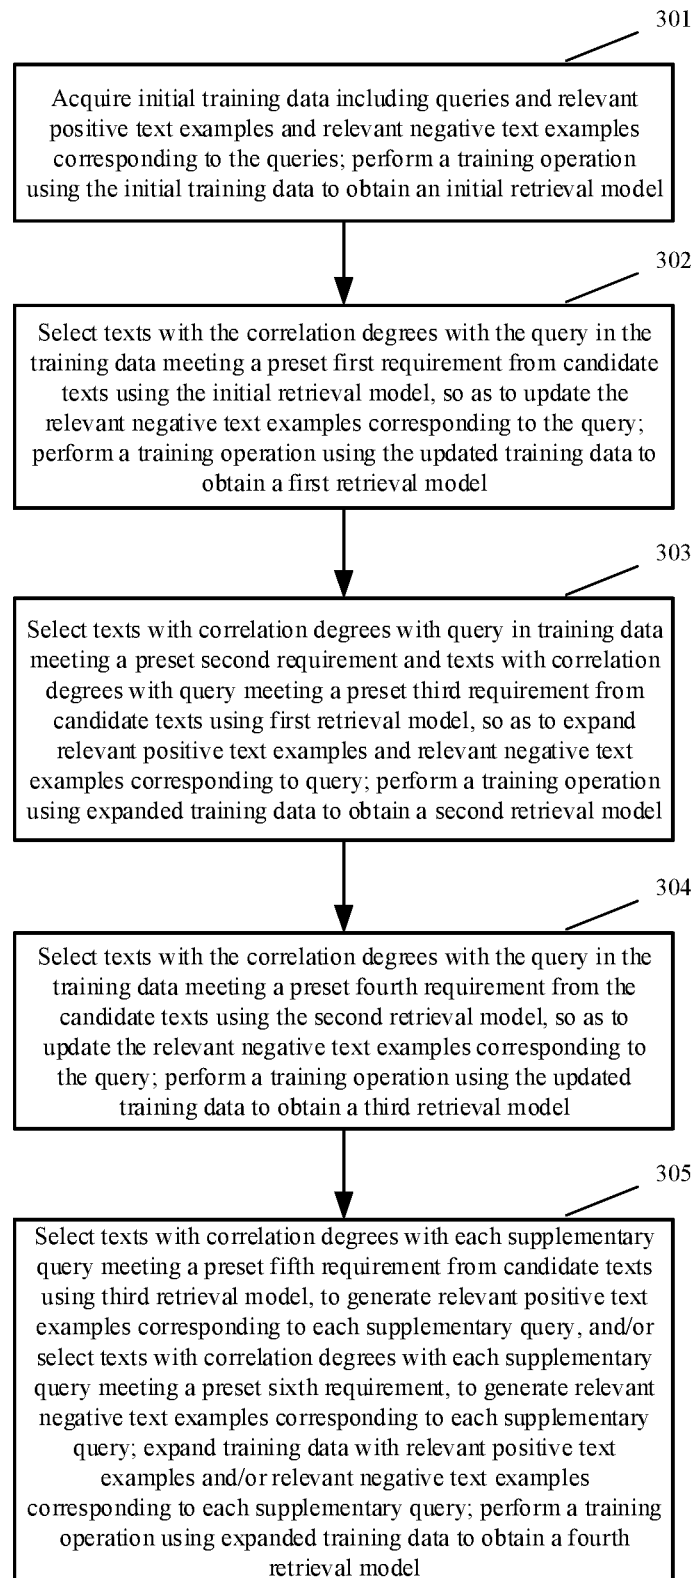 301
Acquire initial training data including queries and relevant
positive text examples and relevant negative text examples
corresponding to the queries; perform a training operation
using the initial training data to obtain an initial retrieval model
302
Select texts with the correlation degrees with the query in the
training data meeting a preset first requirement from candidate
texts using the initial retrieval model, so as to update the
relevant negative text examples corresponding to the query;
perform a training operation using the updated training data to
obtain a first retrieval model
303
Select texts with correlation degrees with query in training data
meeting a preset second requirement and texts with correlation
degrees with query meeting a preset third requirement from
candidate texts using first retrieval model, so as to expand
relevant positive text examples and relevant negative text
examples corresponding to query; perform a training operation
using expanded training data to obtain a second retrieval model
304
Select texts with the correlation degrees with the query in the
training data meeting a preset fourth requirement from the
candidate texts using the second retrieval model, so as to
update the relevant negative text examples corresponding to
the query; perform a training operation using the updated
training data to obtain a third retrieval model
305
Select texts with correlation degrees with each supplementary
query meeting a preset fifth requirement from candidate texts
using third retrieval model, to generate relevant positive text
examples corresponding to each supplementary query, and/or
select texts with correlation degrees with each supplementary
query meeting a preset sixth requirement, to generate relevant
negative text examples corresponding to each supplementary
query; expand training data with relevant positive text
examples and/or relevant negative text examples
corresponding to each supplementary query; perform a training
operation using expanded training data to obtain a fourth
retrieval model